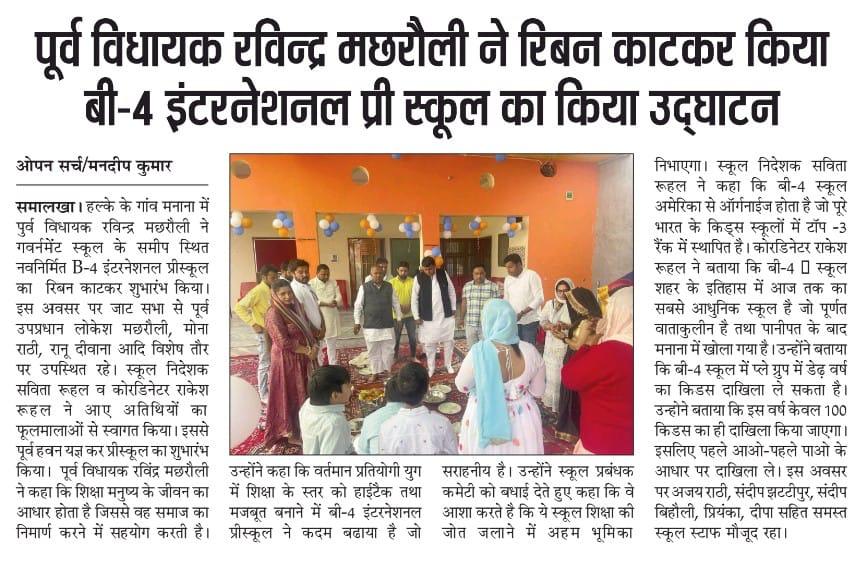 पूर्व विधायक रविन्द्र मछरौली ने रिबन काटकर किया
बी-4 इंटरनेशनल प्री स्कूल का किया उद्घाटन
ओपन सर्च/मनदीप कुमार
समालखा। हल्के के गांव मनाना में
पुर्व विधायक रविन्द्र मछरौली ने
गवर्नमेंट स्कूल के समीप स्थित
नवनिर्मित B-4 इंटरनेशनल प्रीस्कूल
का रिबन काटकर शुभारंभ किया।
इस अवसर पर जाट सभा से पूर्व
उपप्रधान लोकेश मछरौली, मोना
राठी, रानू दीवाना आदि विशेष तौर
पर उपस्थित रहे। स्कूल निदेशक
सविता रूहल व कोरडिनेटर राकेश
रूहल ने आए अतिथियों का
फूलमालाओं से स्वागत किया। इससे
पूर्व हवन यज्ञ कर प्रीस्कूल का शुभारंभ
किया। पूर्व विधायक रविंद्र मछरौली
ने कहा कि शिक्षा मनुष्य के जीवन का
आधार होता है जिससे वह समाज का
निमार्ण करने में सहयोग करती है।
उन्होंने कहा कि वर्तमान प्रतियोगी युग
में शिक्षा के स्तर को हाईटैक तथा
मजबूत बनाने में बी-4 इंटरनेशनल
प्रीस्कूल ने कदम बढाया है जो
सराहनीय है। उन्होंने स्कूल प्रबंधक
कमेटी को बधाई देते हुए कहा कि वे
आशा करते है कि ये स्कूल शिक्षा की
जोत जलाने में अहम भूमिका
निभाएगा। स्कूल निदेशक सविता
रूहल ने कहा कि बी-4 स्कूल
अमेरिका से ऑर्गनाइज होता है जो पूरे
भारत के किड्स स्कूलों में टॉप -3
रैंक में स्थापित है। कोरडिनेटर राकेश
रूहल ने बताया कि बी-4 ▯ स्कूल
शहर के इतिहास में आज तक का
सबसे आधुनिक स्कूल है जो पूर्णत
वाताकुलीन है तथा पानीपत के बाद
मनाना में खोला गया है। उन्होंने बताया
कि बी-4 स्कूल में प्ले ग्रुप में डेढ़ वर्ष
का किडस दाखिला ले सकता है।
उन्होने बताया कि इस वर्ष केवल 100
किडस का ही दाखिला किया जाएगा।
इसलिए पहले आओ-पहले पाओ के
आधार पर दाखिला ले। इस अवसर
पर अजय राठी, संदीप झटटीपुर, संदीप
बिहौली, प्रियंका, दीपा सहित समस्त
स्कूल स्टाफ मौजूद रहा।